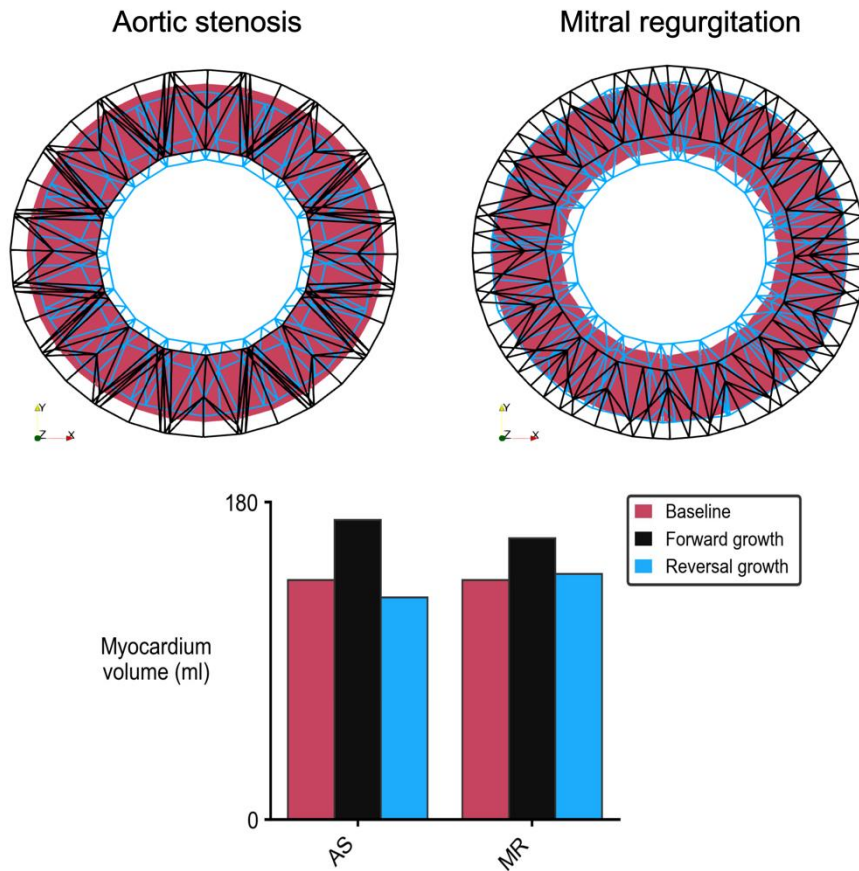 Aortic stenosis
Mitral regurgitation
Y
Z
X
Y
Z
X
180
Baseline
Forward growth
Reversal growth
Myocardium
volume (ml)
0
AS
MR